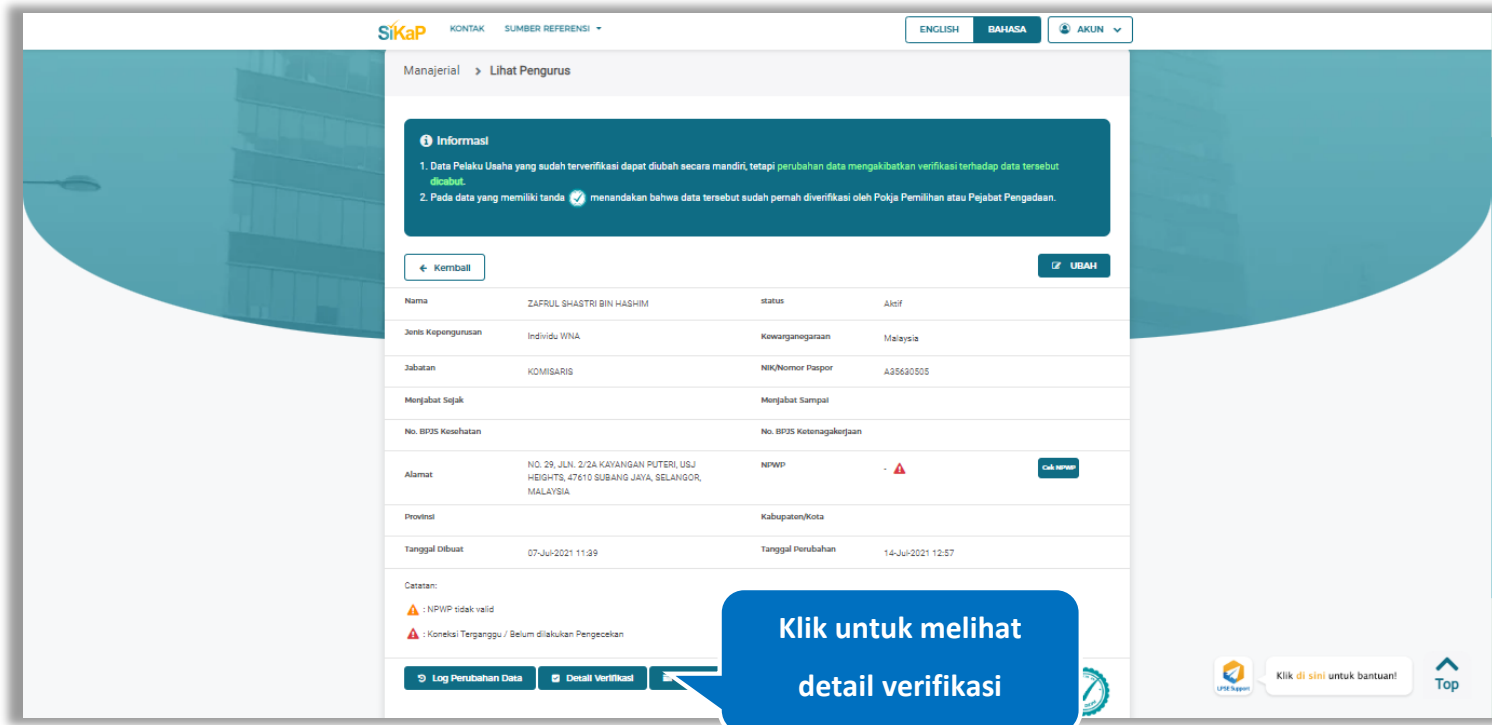 SiKaP KONTAK SUMBER REFERENSI ENGLISH BAHASA AKUN
Manajerial > Lihat Pengurus
Informasi
1. Data Pelaku Usaha yang sudah terverifikasi dapat diubah secara mandiri, tetapi perubahan data mengakibatkan verifikasi terhadap data tersebut
dicabut.
2. Pada data yang memiliki tanda menandakan bahwa data tersebut sudah pernah diverifikasi oleh Pokja Pemilihan atau Pejabat Pengadaan.
Kembali UBAH
Nama ZAFRUL SHASTRI BIN HASHIM status Aktif
Jenis Kepengurusan Individu WNA Kewarganegaraan Malaysia
Jabatan KOMISARIS NIK/Nomor Paspor A35630505
Menjabat Sejak Menjabat Sampai
No. BPJS Kesehatan No. BPJS Ketenagakerjaan
Alamat NO. 29, JLN. 2/2A KAYANGAN PUTERI, USJ
HEIGHTS, 47610 SUBANG JAYA, SELANGOR,
MALAYSIA
NPWP - Cek NPWP
Provinsi Kabupaten/Kota
Tanggal Dibuat 07-Jul-2021 11:39 Tanggal Perubahan 14-Jul-2021 12:57
Catatan:
: NPWP tidak valid
: Koneksi Terganggu / Belum dilakukan Pengecekan
Log Perubahan Data Detail Verifikasi
Klik untuk melihat
detail verifikasi
LPSE Support Klik di sini untuk bantuan! Top